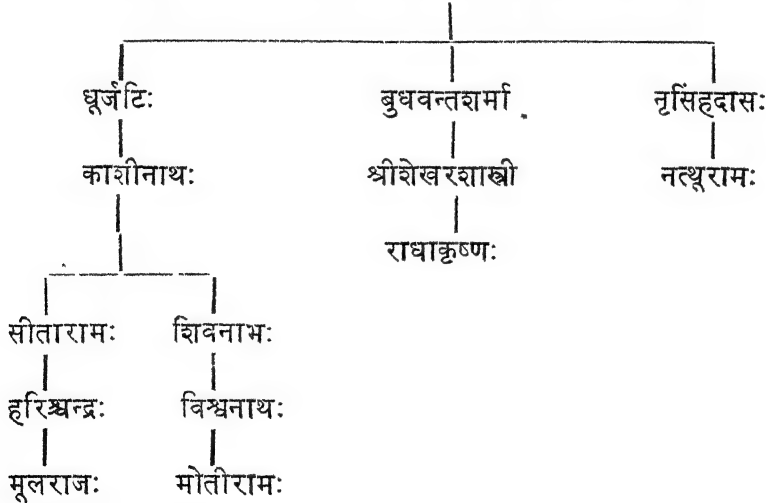 धूर्जटिः बुधवन्तशर्मा नृसिंहदासः
काशीनाथः श्रीशेखरशास्त्री नत्थूरामः
राधाकृष्णः
सीतारामः शिवनाभः
हरिश्चन्द्रः विश्वनाथः
मूलराजः मोतीरामः